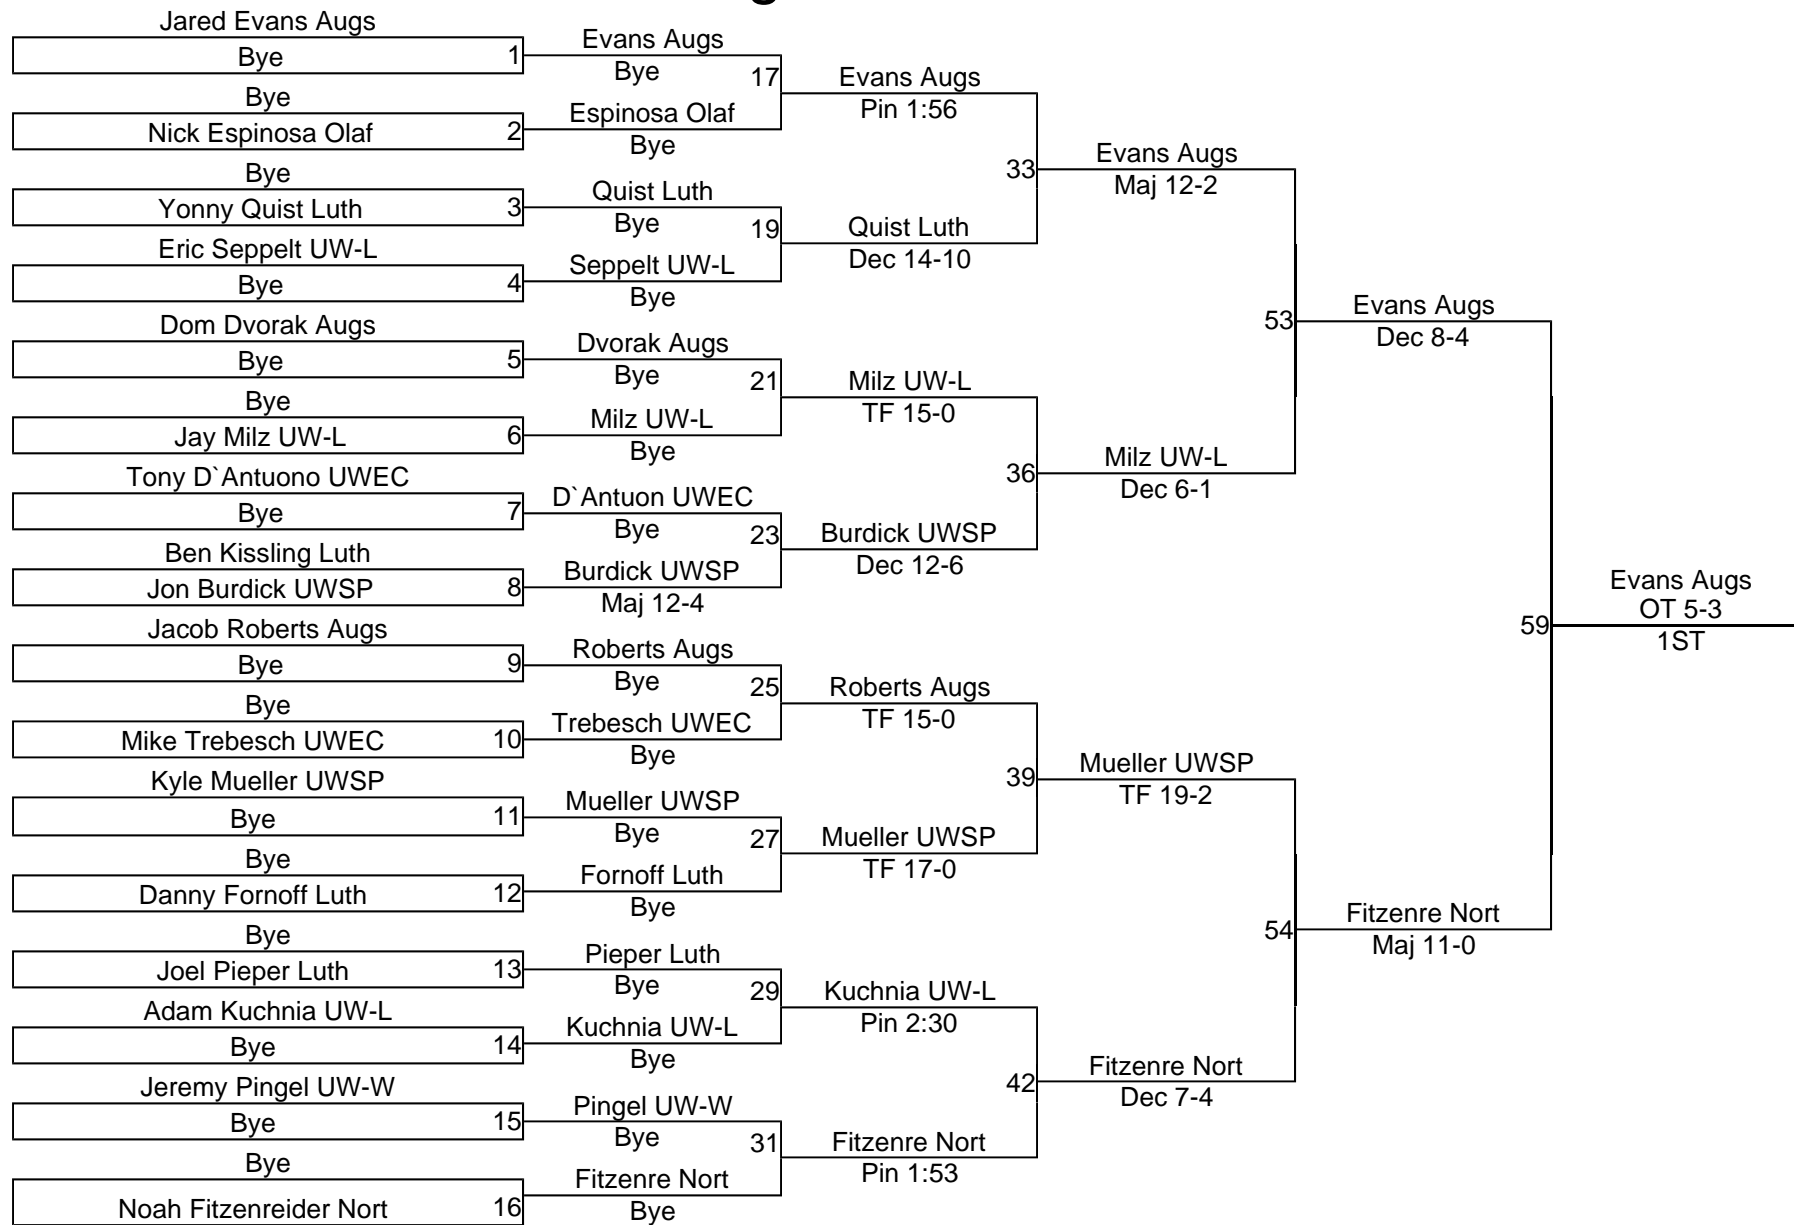 Jared Evans Augs
Bye
1
Bye
Nick Espinosa Olaf
2
Bye
Yonny Quist Luth
3
Eric Seppelt UW-L
Bye
4
Dom Dvorak Augs
Bye
5
Bye
Jay Milz UW-L
6
Tony D`Antuono UWEC
Bye
7
Ben Kissling Luth
Jon Burdick UWSP
8
Jacob Roberts Augs
Bye
9
Bye
Mike Trebesch UWEC
10
Kyle Mueller UWSP
Bye
11
Bye
Danny Fornoff Luth
12
Bye
Joel Pieper Luth
13
Adam Kuchnia UW-L
Bye
14
Jeremy Pingel UW-W
Bye
15
Bye
Noah Fitzenreider Nort
16
Evans Augs
Bye
17
Espinosa Olaf
Bye
Quist Luth
Bye
19
Seppelt UW-L
Bye
Dvorak Augs
Bye
21
Milz UW-L
Bye
D`Antuon UWEC
Bye
23
Burdick UWSP
Maj 12-4
Roberts Augs
Bye
25
Trebesch UWEC
Bye
Mueller UWSP
Bye
27
Fornoff Luth
Bye
Pieper Luth
Bye
29
Kuchnia UW-L
Bye
Pingel UW-W
Bye
31
Fitzenre Nort
Bye
Evans Augs
Pin 1:56
33
Quist Luth
Dec 14-10
Milz UW-L
TF 15-0
36
Burdick UWSP
Dec 12-6
Roberts Augs
TF 15-0
39
Mueller UWSP
TF 17-0
Kuchnia UW-L
Pin 2:30
42
Fitzenre Nort
Pin 1:53
Evans Augs
Maj 12-2
53
Milz UW-L
Dec 6-1
Mueller UWSP
TF 19-2
54
Fitzenre Nort
Dec 7-4
Evans Augs
Dec 8-4
59
Fitzenre Nort
Maj 11-0
Evans Augs
OT 5-3
1ST